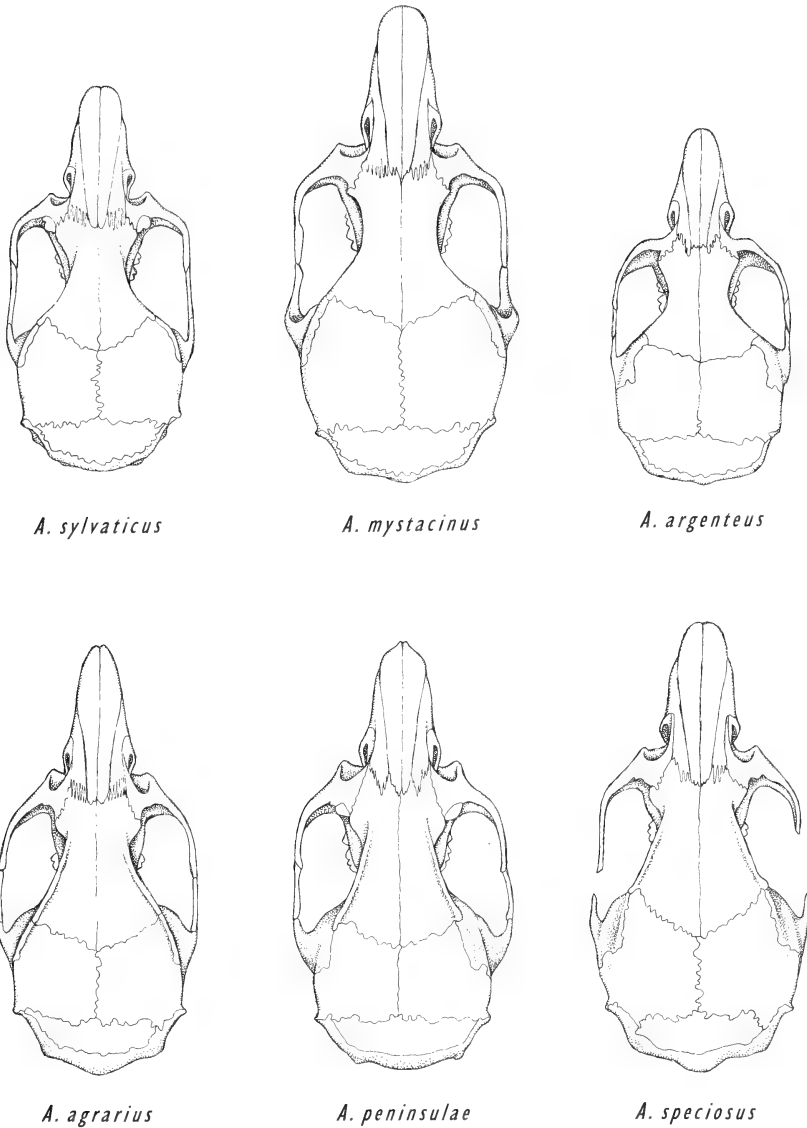 A. sylvaticus
A. mystacinus
A. argenteus
A. agrarius
A. peninsulae
A. speciosus